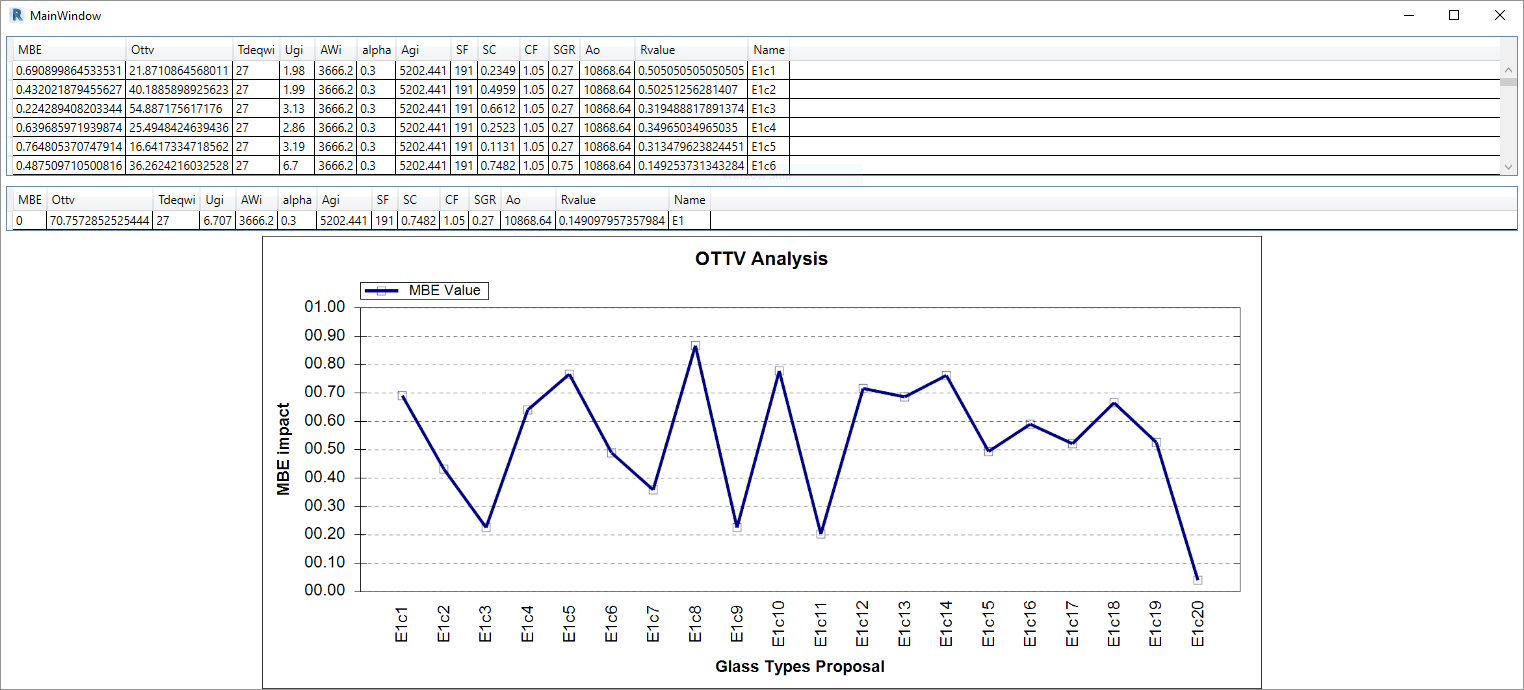 MainWindow
MBE Ottv Tdeqwi Ugi AWi alpha Agi SF SC CF SGR Ao Rvalue Name
0.690899864533531 21.8710864568011 27 1.98 3666.2 0.3 5202.441 191 0.2349 1.05 0.27 10868.64 0.505050505050505 E1c1
0.432021879455627 40.1885898925623 27 1.99 3666.2 0.3 5202.441 191 0.4959 1.05 0.27 10868.64 0.50251256281407 E1c2
0.224289408203344 54.887175617176 27 3.13 3666.2 0.3 5202.441 191 0.6612 1.05 0.27 10868.64 0.319488817891374 E1c3
0.639685971939874 25.4948424639436 27 2.86 3666.2 0.3 5202.441 191 0.2523 1.05 0.27 10868.64 0.34965034965035 E1c4
0.764805370747914 16.6417334718562 27 3.19 3666.2 0.3 5202.441 191 0.1131 1.05 0.27 10868.64 0.313479623824451 E1c5
0.487509710500816 36.2624216032528 27 6.7 3666.2 0.3 5202.441 191 0.7482 1.05 0.75 10868.64 0.149253731343284 E1c6
MBE Ottv Tdeqwi Ugi AWi alpha Agi SF SC CF SGR Ao Rvalue Name
0 70.7572852525444 27 6.707 3666.2 0.3 5202.441 191 0.7482 1.05 0.27 10868.64 0.149097957357984 E1
OTTV Analysis
MBE Value
01.00
00.90
00.80
00.70
00.60
00.50
00.40
00.30
00.20
00.10
00.00
MBE impact
E1c1 E1c2 E1c3 E1c4 E1c5 E1c6 E1c7 E1c8 E1c9 E1c10 E1c11 E1c12 E1c13 E1c14 E1c15 E1c16 E1c17 E1c18 E1c19 E1c20
Glass Types Proposal